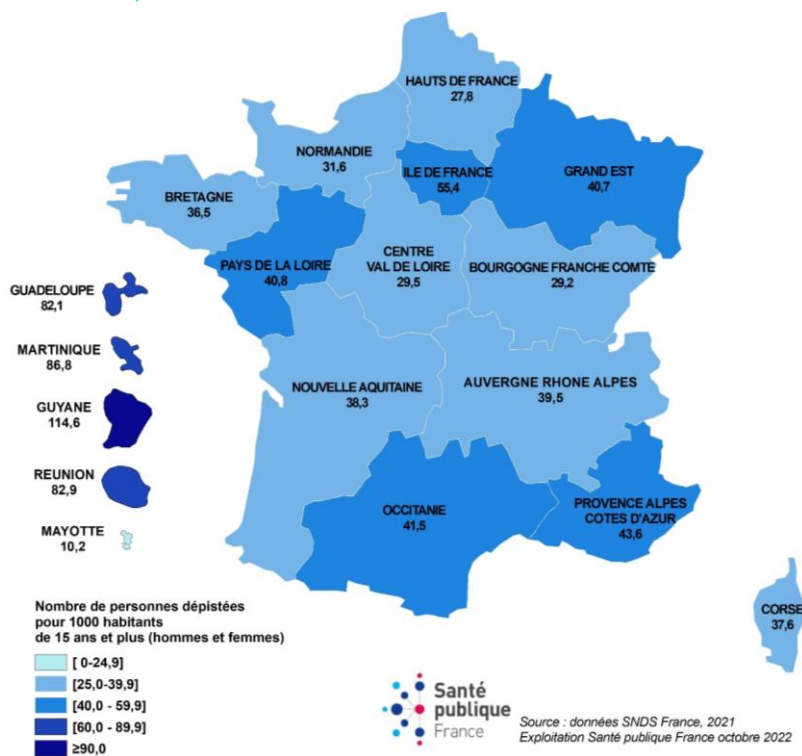 HAUTS DE FRANCE
27,8
NORMANDIE
31,6
ILE DE FRANCE
55,4
GRAND EST
40,7
BRETAGNE
36,5
PAYS DE LA LOIRE
40,8
CENTRE
VAL DE LOIRE
29,5
BOURGOGNE FRANCHE COMTE
29,2
GUADELOUPE
82,1
MARTINIQUE
86,8
GUYANE
114,6
REUNION
82,9
MAYOTTE
10,2
NOUVELLE AQUITAINE
38,3
AUVERGNE RHONE ALPES
39,5
OCCITANIE
41,5
PROVENCE ALPES
COTES D'AZUR
43,6
CORSE
37,6
Nombre de personnes dépistées
pour 1000 habitants
de 15 ans et plus (hommes et femmes)
[ 0-24,9]
[25,0-39,9]
[40,0 - 59,9]
[60,0 - 89,9]
≥90,0
Santé
publique
France
Source : données SNDS France, 2021
Exploitation Santé publique France octobre 2022